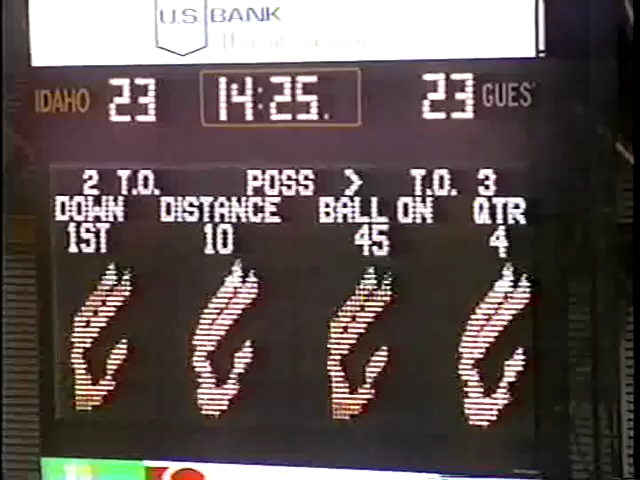 U.S. BANK
IDAHO 23 14:25. 23 GUES
2 T.O. POSS > T.O. 3
DOWN DISTANCE BALL ON QTR
1ST 10 45 4